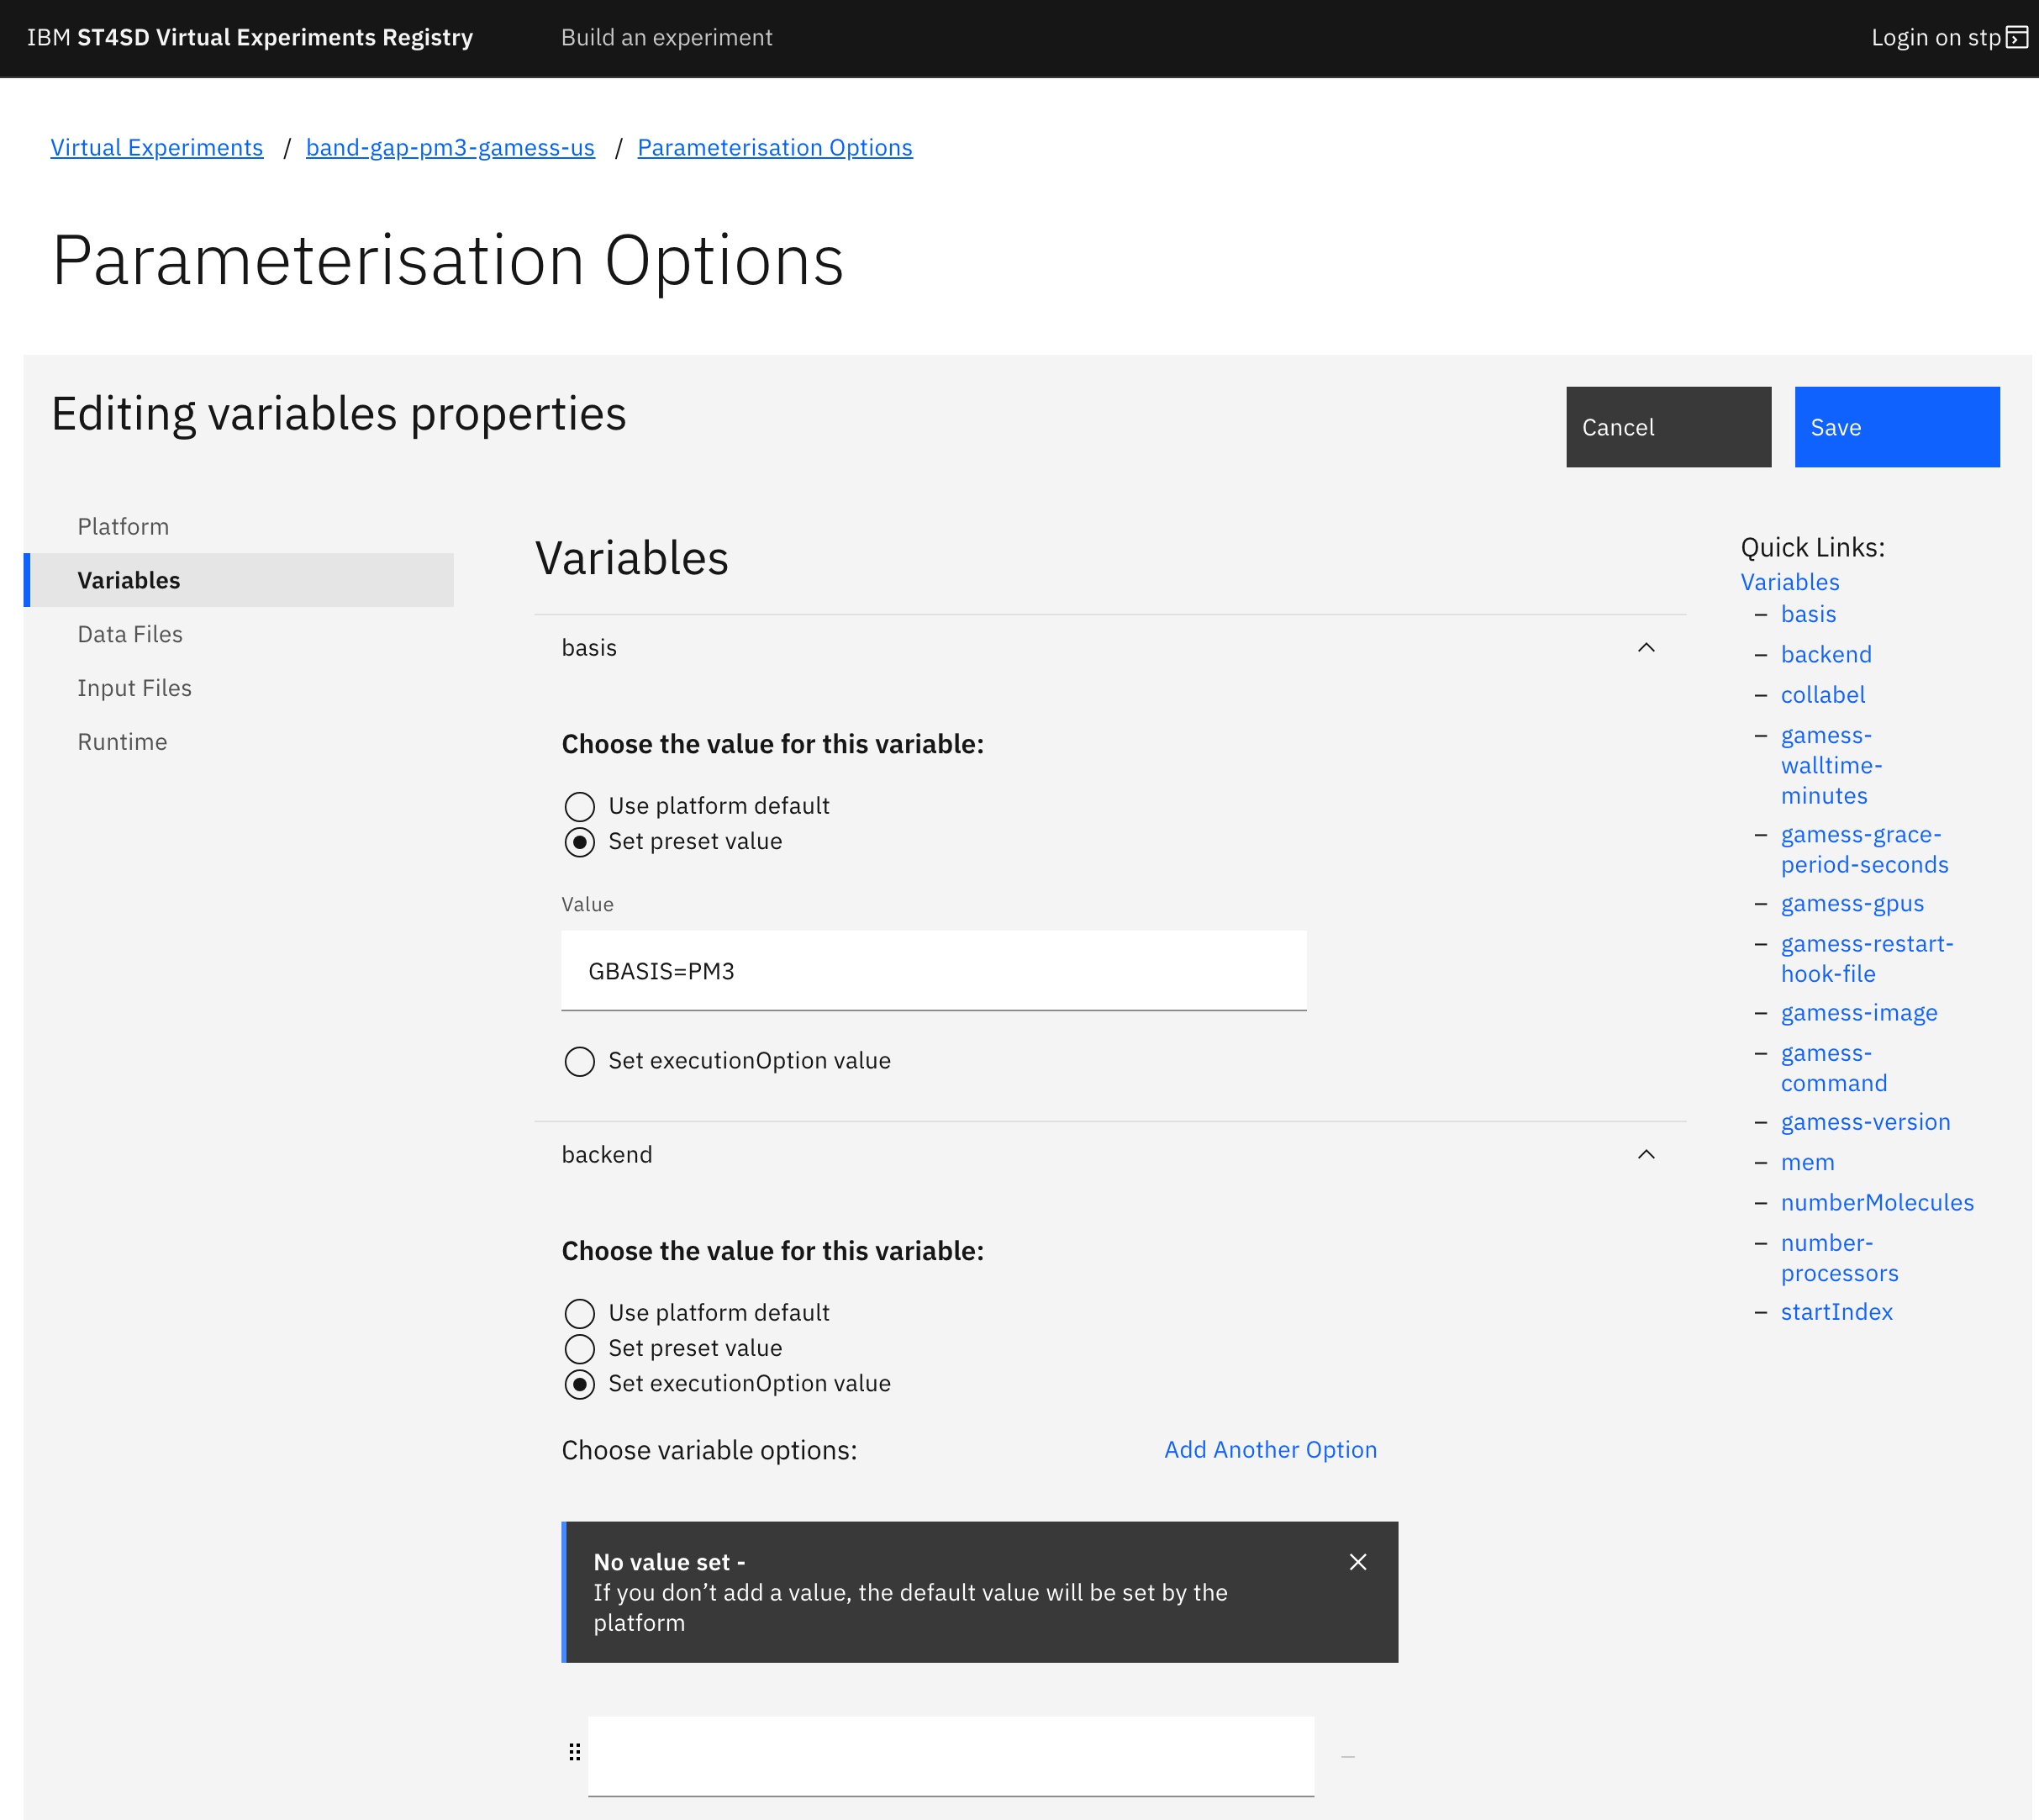 IBM ST4SD Virtual Experiments Registry
Build an experiment
Login on stp
Virtual Experiments / band-gap-pm3-gamess-us / Parameterisation Options
Parameterisation Options
Editing variables properties
Cancel
Save
Platform
Variables
Data Files
Input Files
Runtime
Variables
basis
Choose the value for this variable:
Use platform default
Set preset value
Value
GBASIS=PM3
Set executionOption value
backend
Choose the value for this variable:
Use platform default
Set preset value
Set executionOption value
Choose variable options:
Add Another Option
No value set -
If you don’t add a value, the default value will be set by the
platform
Quick Links:
Variables
– basis
– backend
– collabel
– gamess-
walltime-
minutes
– gamess-grace-
period-seconds
– gamess-gpus
– gamess-restart-
hook-file
– gamess-image
– gamess-
command
– gamess-version
– mem
– numberMolecules
– number-
processors
– startIndex